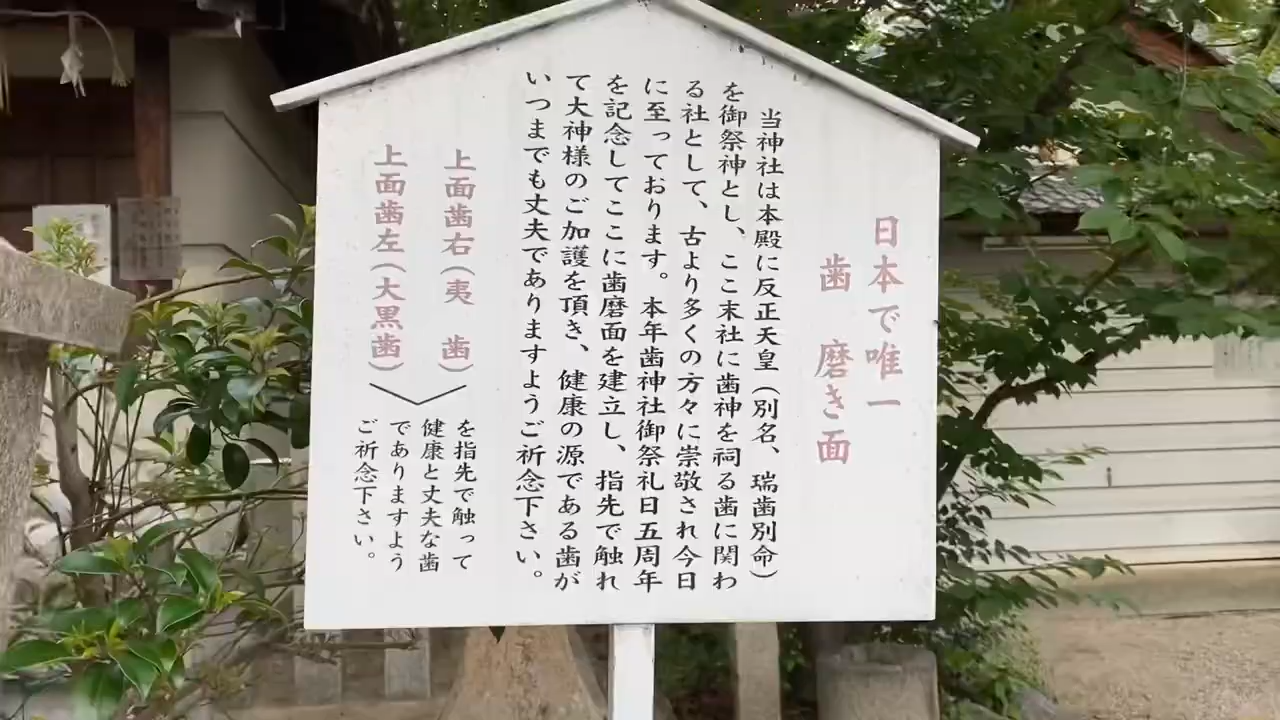 日本で唯一
歯 磨き面
当神社は本殿に反正天皇（別名、瑞歯別命）
を御祭神とし、ここ末社に歯神を祠る歯に関わ
る社として、古より多くの方々に崇敬され今日
に至っております。本年歯神社御祭礼日五周年
を記念してここに歯磨面を建立し、指先で触れ
て大神様のご加護を頂き、健康の源である歯が
いつまでも丈夫でありますようご祈念下さい。
上面歯右（夷 歯）
上面歯左（大黒歯）
を指先で触って
健康と丈夫な歯
でありますよう
ご祈念下さい。